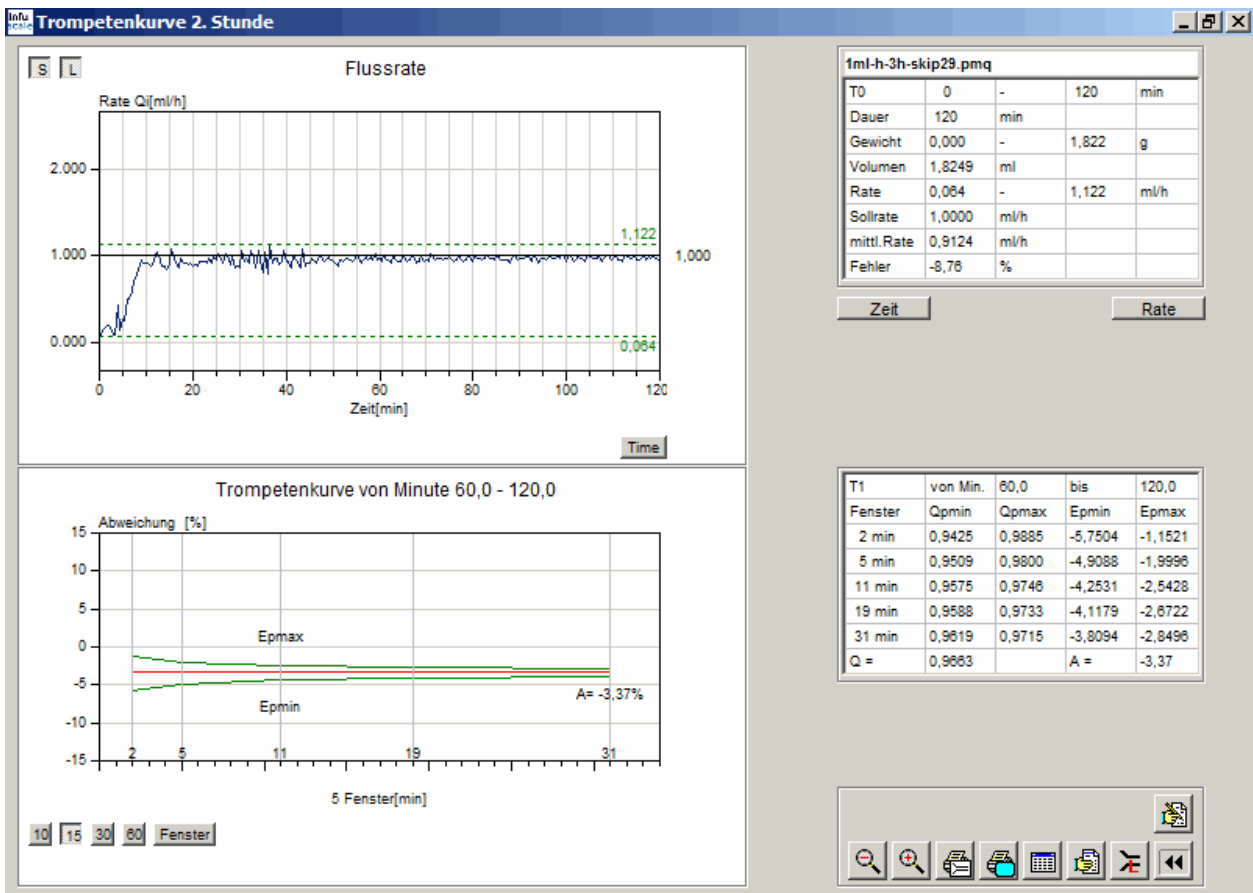 Infu scale Trompetenkurve 2. Stunde
S L
Flussrate
Rate Qi[ml/h]
2.000
1,122
1.000
1,000
0.000
0,064
0 20 40 60 80 100 120
Zeit[min]
Time
Trompetenkurve von Minute 60,0 - 120,0
Abweichung [%]
15
10
5
0
Epmax
-5
A= -3,37%
Epmin
-10
-15
2 5 11 19 31
5 Fenster[min]
10 15 30 60 Fenster
1ml-h-3h-skip29.pmq
T0 0 - 120 min
Dauer 120 min
Gewicht 0,000 - 1,822 g
Volumen 1,8249 ml
Rate 0,064 - 1,122 ml/h
Sollrate 1,0000 ml/h
mittl.Rate 0,9124 ml/h
Fehler -8,76 %
Zeit Rate
T1 von Min. 60,0 bis 120,0
Fenster Qpmin Qpmax Epmin Epmax
2 min 0,9425 0,9885 -5,7504 -1,1521
5 min 0,9509 0,9800 -4,9088 -1,9996
11 min 0,9575 0,9746 -4,2531 -2,5428
19 min 0,9588 0,9733 -4,1179 -2,6722
31 min 0,9619 0,9715 -3,8094 -2,8496
Q = 0,9663 A = -3,37